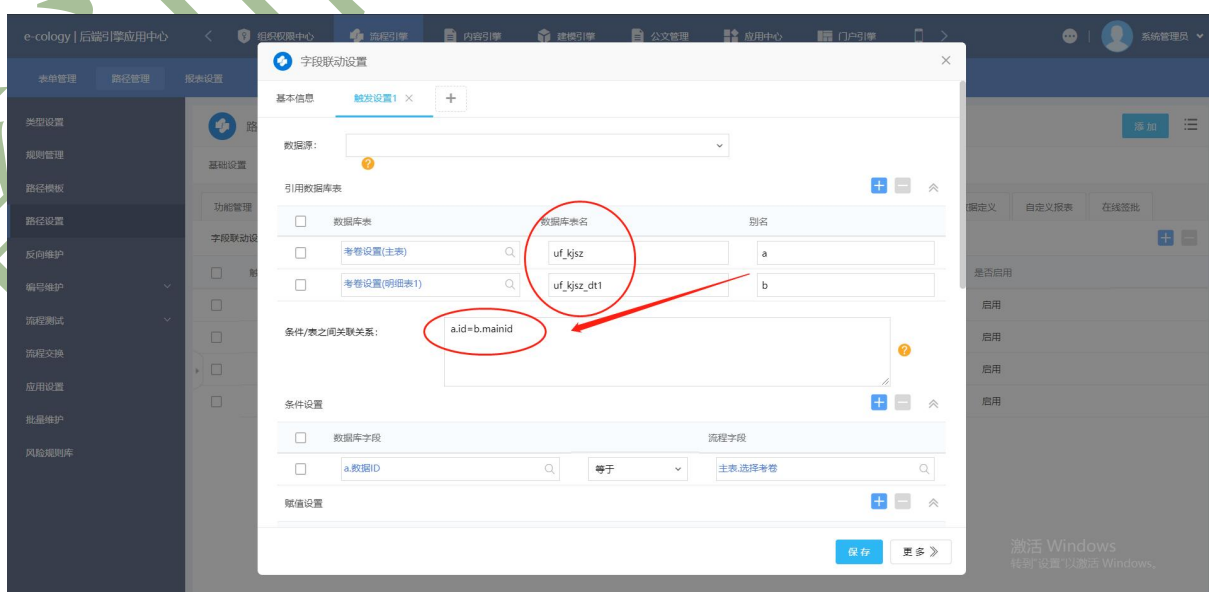 e-cology | 后端引擎应用中心
组织权限中心
流程引擎
内容引擎
建模引擎
公文管理
应用中心
门户引擎
系统管理员
表单管理
路径管理
报表设置
字段联动设置
基本信息
触发设置1
类型设置
规则管理
路径模板
路径设置
反向维护
编号维护
流程测试
流程交换
应用设置
批量维护
风险规则库
路
添加
基础设置
功能管理
数据定义
自定义报表
在线签批
字段联动设
是否启用
启用
启用
启用
启用
数据源：
引用数据库表
数据库表
数据库表名
别名
考卷设置(主表)
uf_kjsz
a
考卷设置(明细表1)
uf_kjsz_dt1
b
条件/表之间关联关系：
a.id=b.mainid
条件设置
数据库字段
流程字段
a.数据ID
等于
主表.选择考卷
赋值设置
保存
更多
激活 Windows
转到"设置"以激活 Windows。